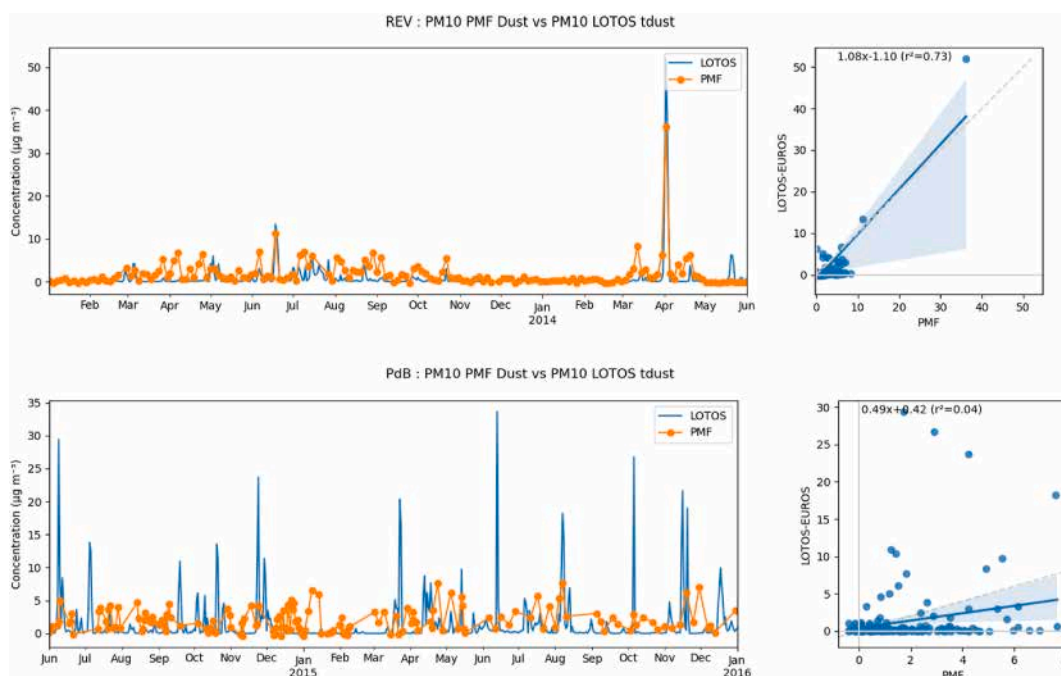 REV : PM10 PMF Dust vs PM10 LOTOS tdust
LOTOS
PMF
Concentration (μg m⁻³)
50
40
30
20
10
0
Feb Mar Apr May Jun Jul Aug Sep Oct Nov Dec Jan Feb Mar Apr May Jun
2014
1.08x-1.10 (r²=0.73)
LOTOS-EUROS
50
40
30
20
10
0
0 10 20 30 40 50
PMF
PdB : PM10 PMF Dust vs PM10 LOTOS tdust
LOTOS
PMF
Concentration (μg m⁻³)
35
30
25
20
15
10
5
0
Jun Jul Aug Sep Oct Nov Dec Jan Feb Mar Apr May Jun Jul Aug Sep Oct Nov Dec Jan
2015 2016
0.49x+0.42 (r²=0.04)
LOTOS-EUROS
30
25
20
15
10
5
0
0 2 4 6
PMF